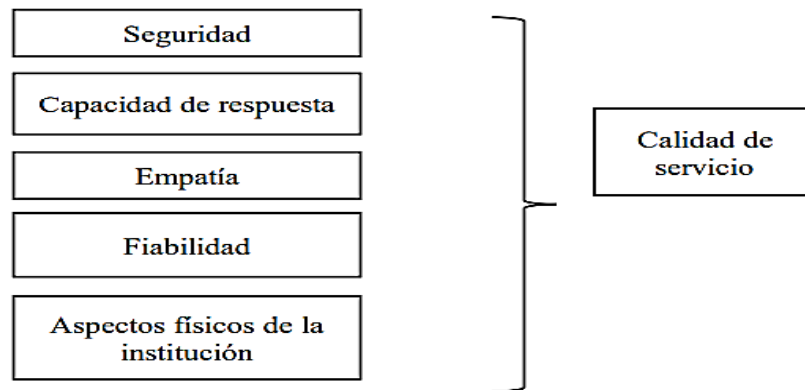 Seguridad
Capacidad de respuesta
Empatía
Fiabilidad
Aspectos físicos de la
institución
Calidad de
servicio